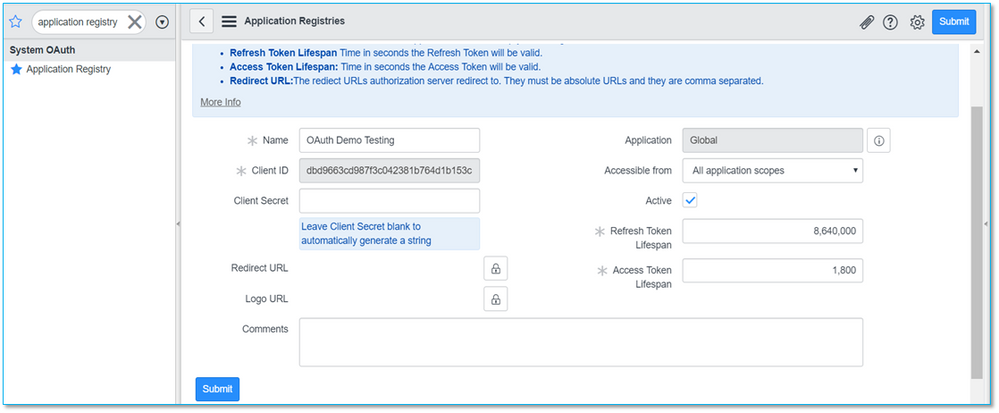 application registry
Application Registries
Submit
System OAuth
Application Registry
Refresh Token Lifespan Time in seconds the Refresh Token will be valid.
Access Token Lifespan: Time in seconds the Access Token will be valid.
Redirect URL:The rediect URLs authorization server redirect to. They must be absolute URLs and they are comma separated.
More Info
Name
OAuth Demo Testing
Application
Global
Client ID
dbd9663cd987f3c042381b764d1b153c
Accessible from
All application scopes
Client Secret
Active
Leave Client Secret blank to
automatically generate a string
Refresh Token
Lifespan
8,640,000
Redirect URL
Access Token
Lifespan
1,800
Logo URL
Comments
Submit